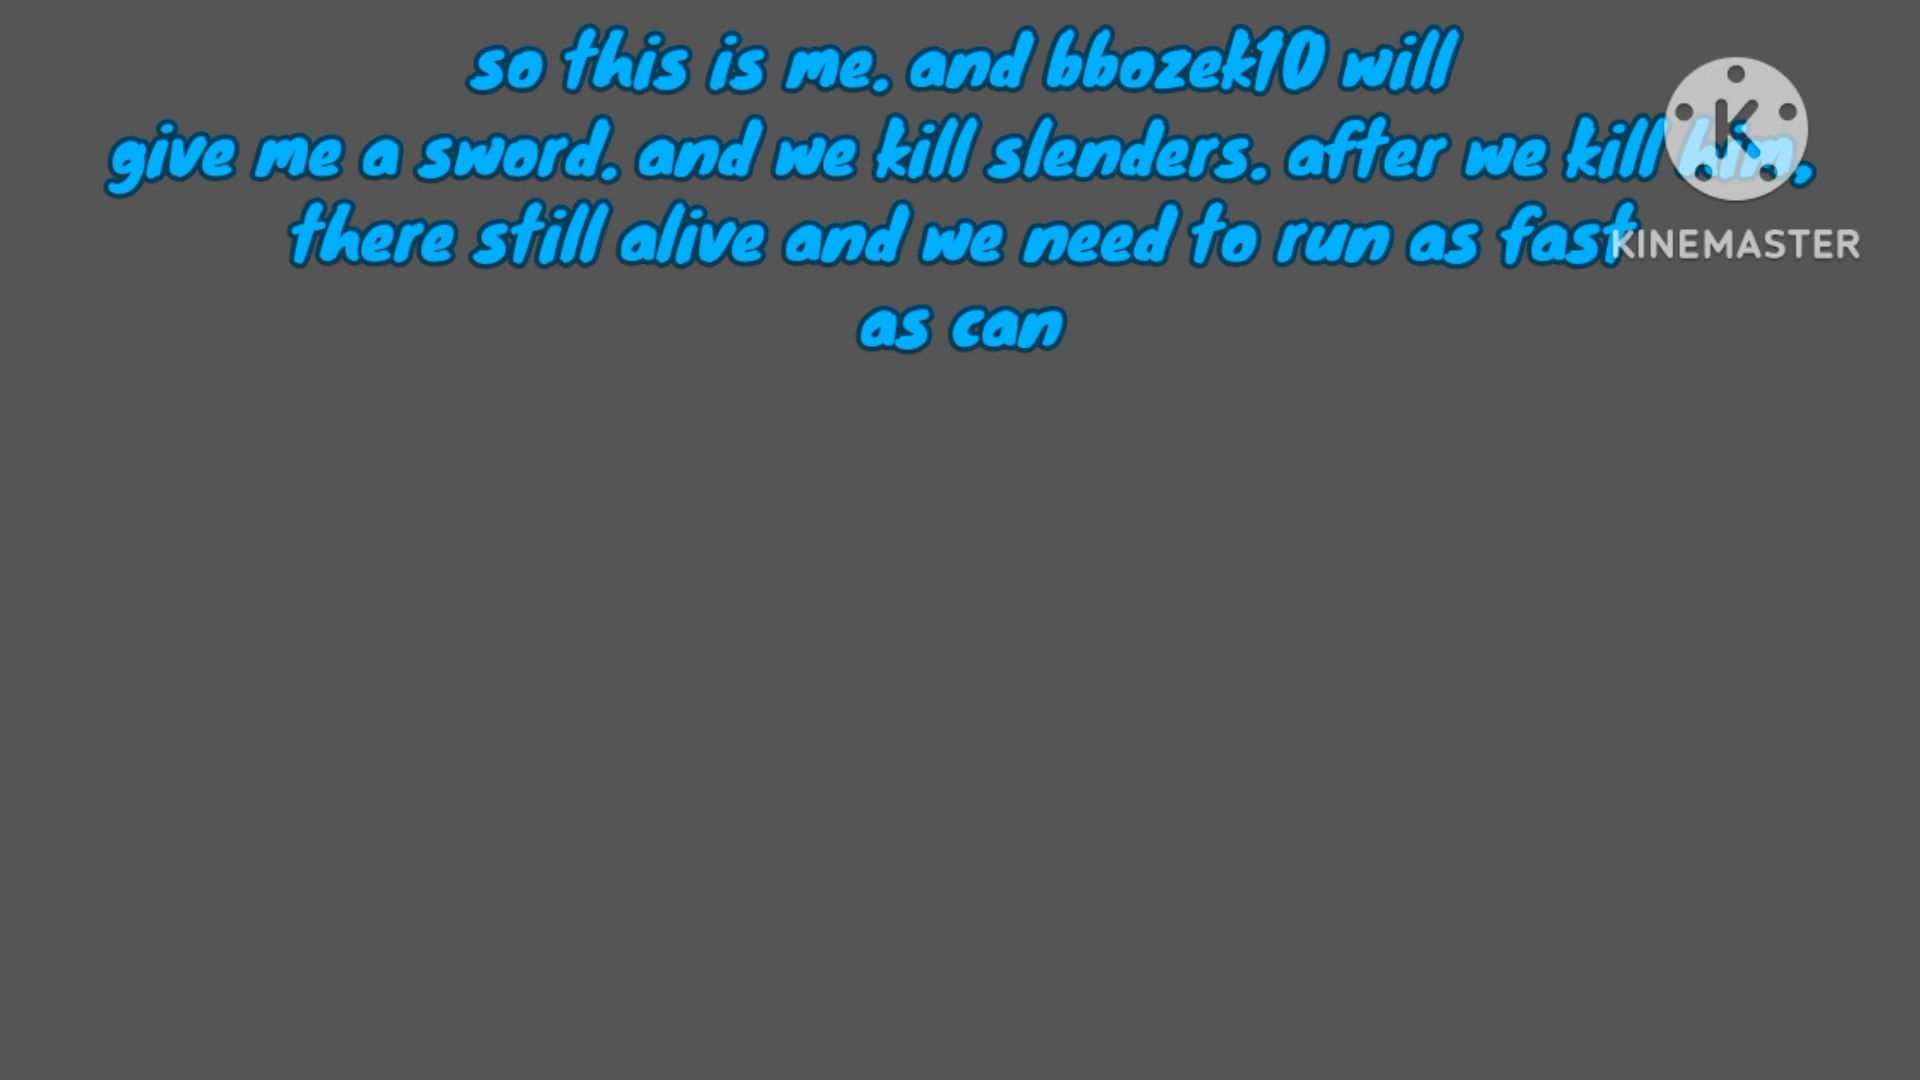 so this is me. and bbozek10 will
give me a sword. and we kill slenders. after we kill him,
there still alive and we need to run as fast
as can
K
KINEMASTER